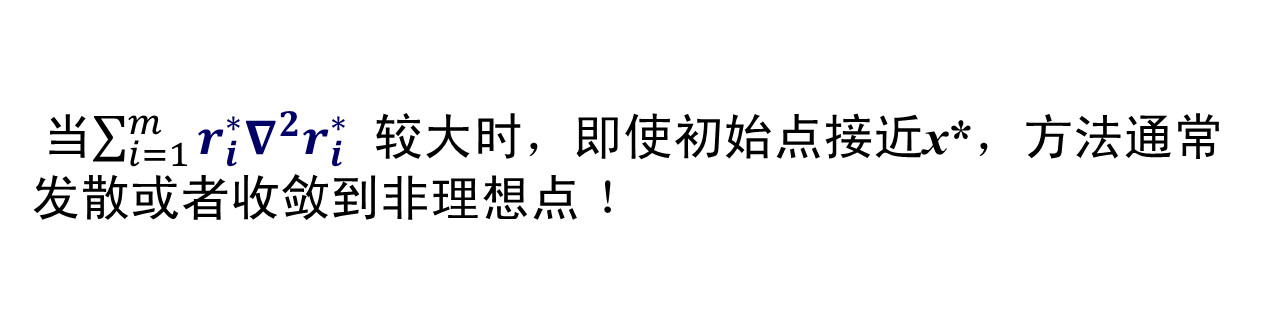 当∑ᵢ₌₁ᵐ rᵢ*∇²rᵢ* 较大时，即使初始点接近x*，方法通常
发散或者收敛到非理想点！